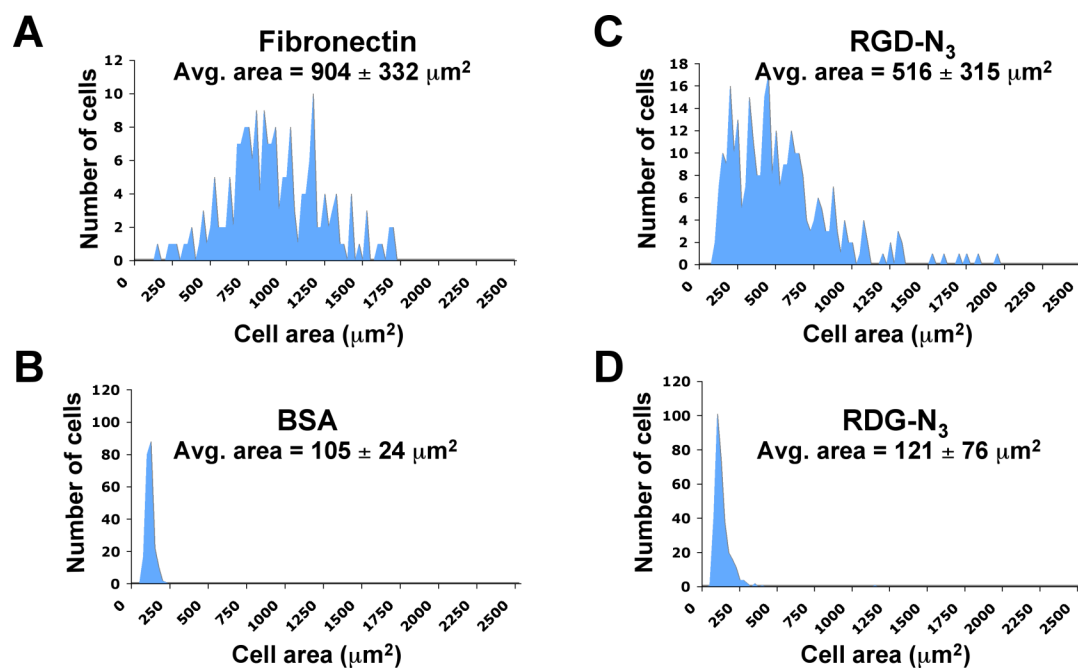 A
Fibronectin
Avg. area = 904 ± 332 μm²
Number of cells
12
10
8
6
4
2
0
0 250 500 750 1000 1250 1500 1750 2000 2250 2500
Cell area (μm²)
C
RGD-N₃
Avg. area = 516 ± 315 μm²
Number of cells
18
16
14
12
10
8
6
4
2
0
0 250 500 750 1000 1250 1500 1750 2000 2250 2500
Cell area (μm²)
B
BSA
Avg. area = 105 ± 24 μm²
Number of cells
120
100
80
60
40
20
0
0 250 500 750 1000 1250 1500 1750 2000 2250 2500
Cell area (μm²)
D
RDG-N₃
Avg. area = 121 ± 76 μm²
Number of cells
120
100
80
60
40
20
0
0 250 500 750 1000 1250 1500 1750 2000 2250 2500
Cell area (μm²)